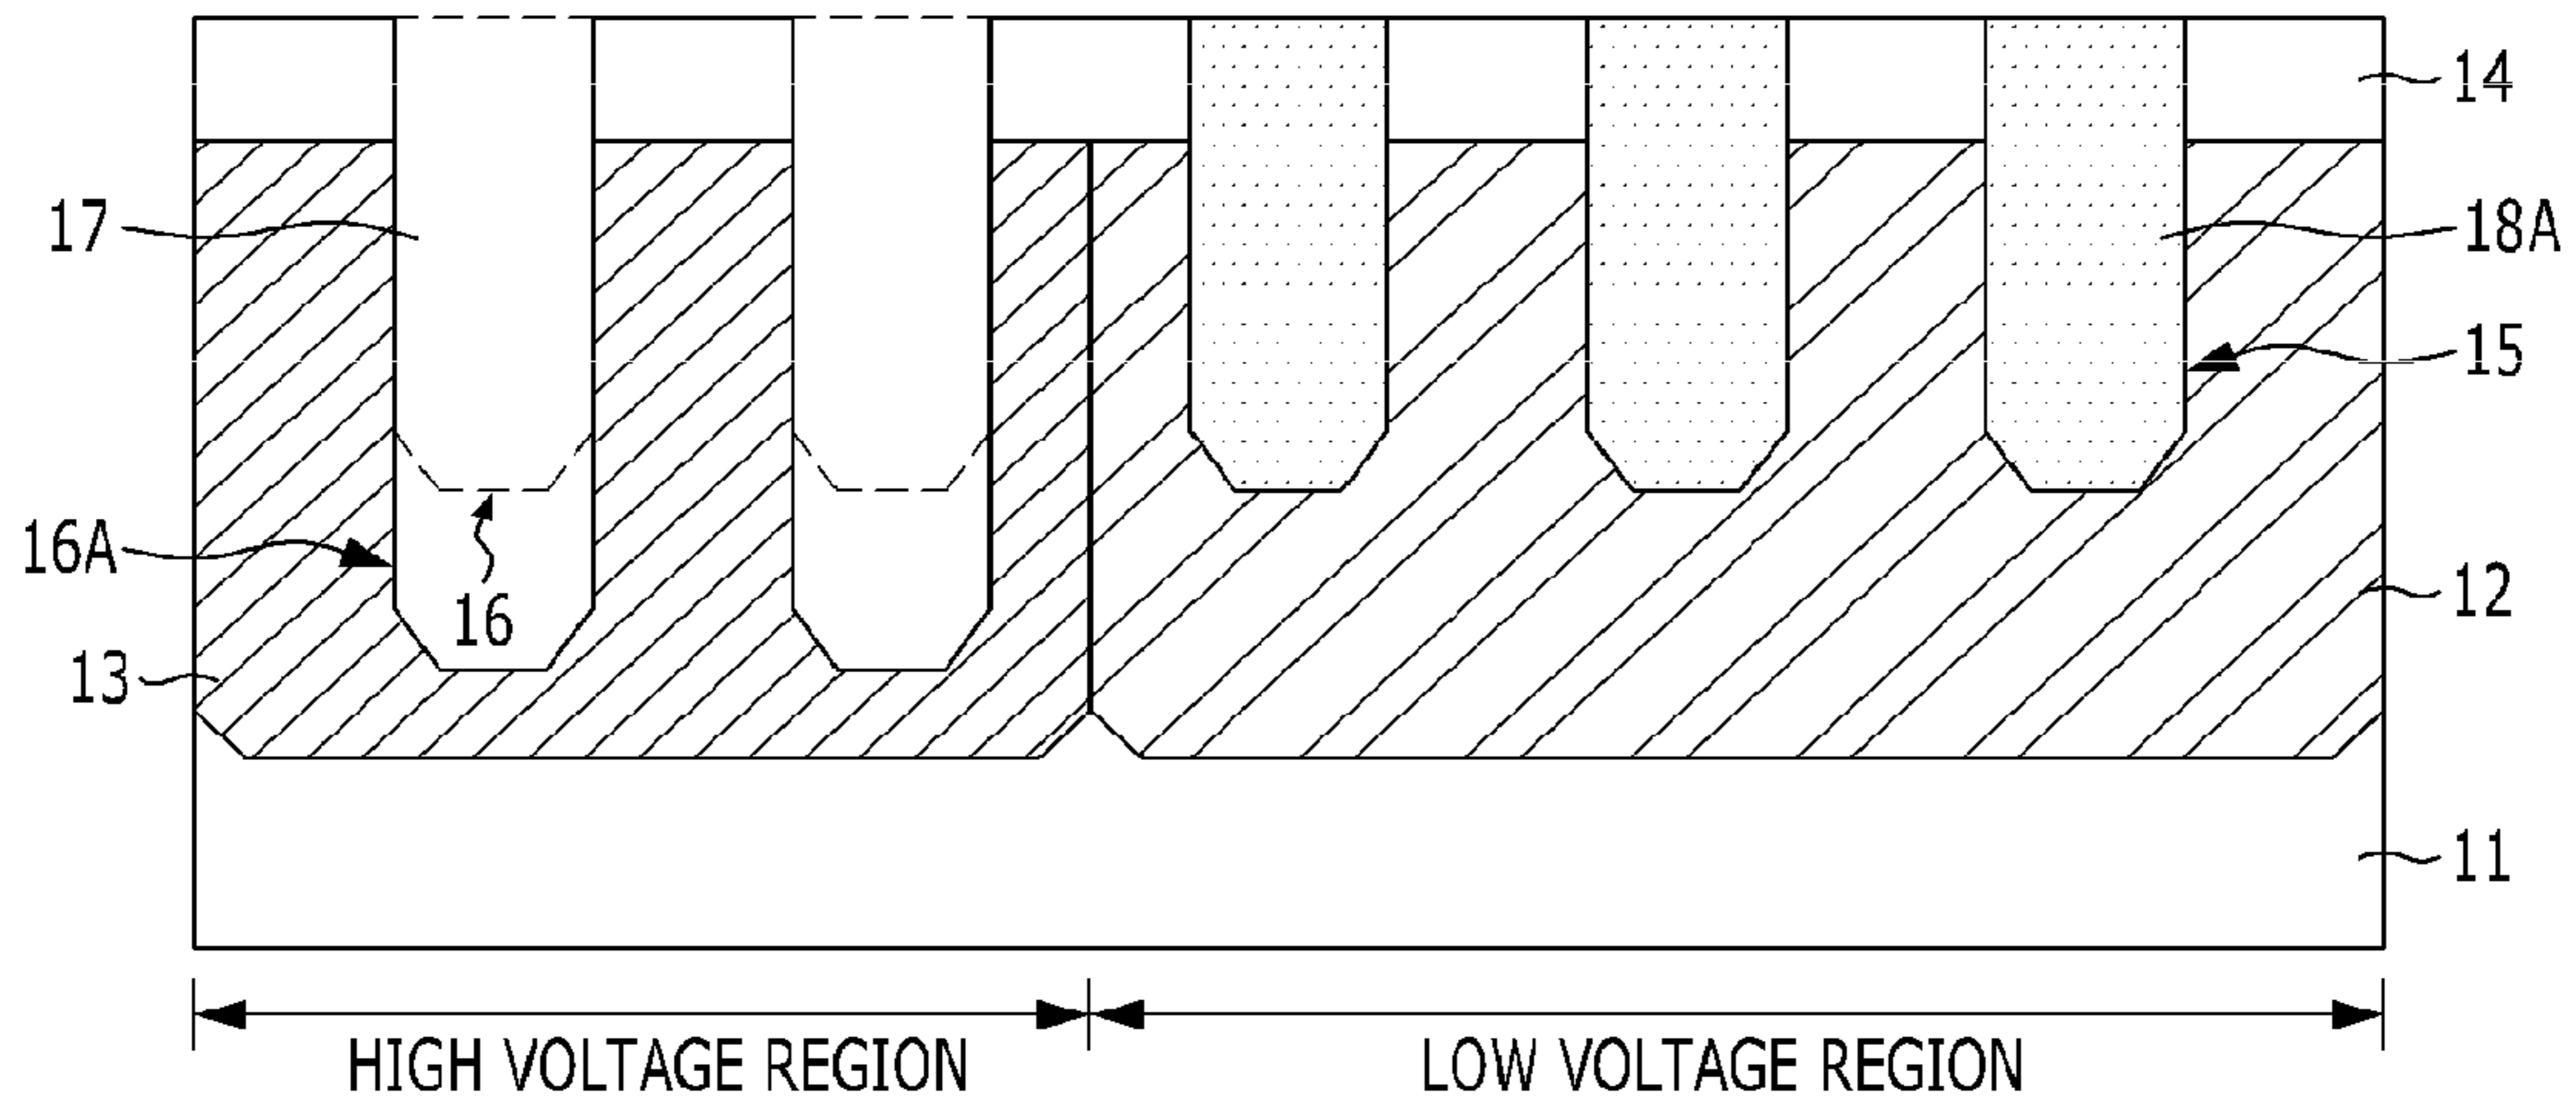 14
17
18A
15
16A
16
12
13
11
HIGH VOLTAGE REGION
LOW VOLTAGE REGION